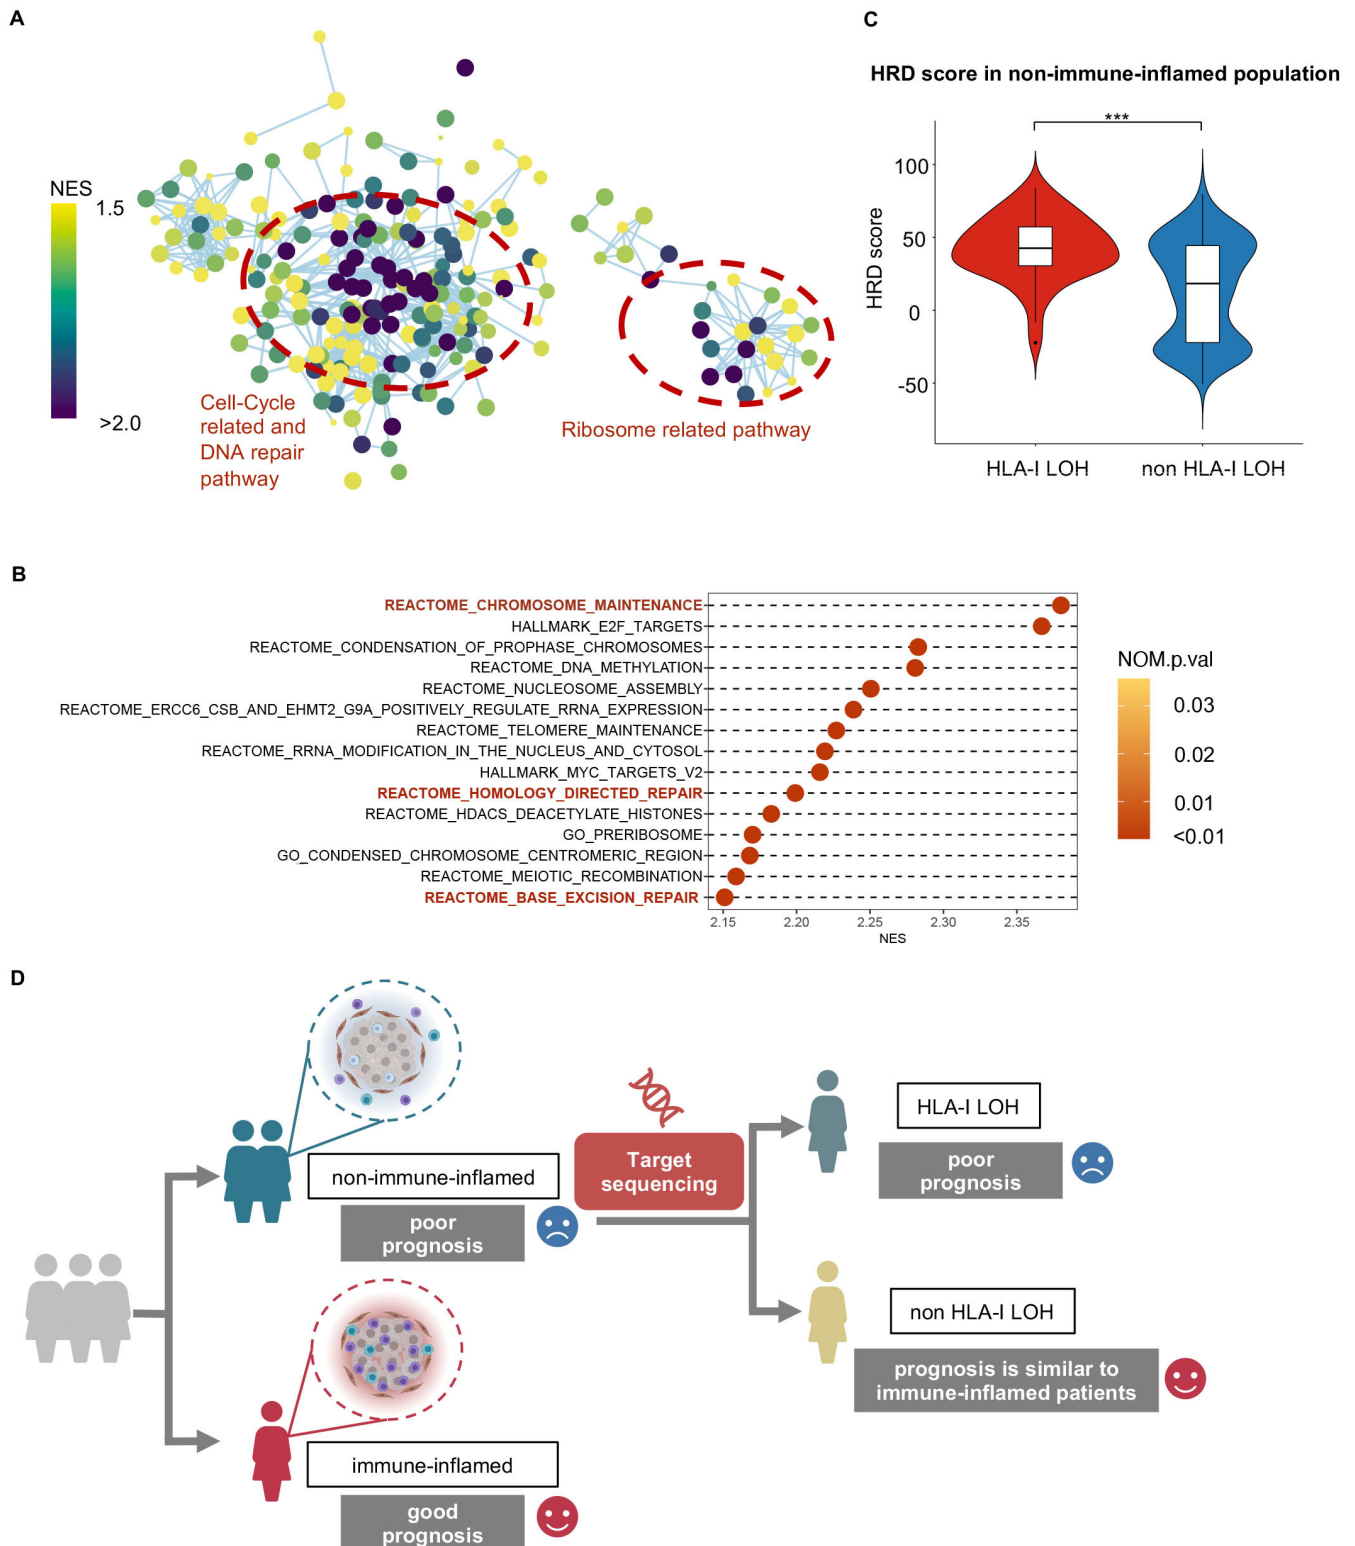 A
NES
1.5
>2.0
Cell-Cycle
related and
DNA repair
pathway
Ribosome related pathway
C
HRD score in non-immune-inflamed population
***
HRD score
100
50
0
-50
HLA-I LOH
non HLA-I LOH
B
REACTOME_CHROMOSOME_MAINTENANCE
HALLMARK_E2F_TARGETS
REACTOME_CONDENSATION_OF_PROPHASE_CHROMOSOMES
REACTOME_DNA_METHYLATION
REACTOME_NUCLEOSOME_ASSEMBLY
REACTOME_ERCC6_CSB_AND_EHMT2_G9A_POSITIVELY_REGULATE_RRNA_EXPRESSION
REACTOME_TELOMERE_MAINTENANCE
REACTOME_RRNA_MODIFICATION_IN_THE_NUCLEUS_AND_CYTOSOL
HALLMARK_MYC_TARGETS_V2
REACTOME_HOMOLOGY_DIRECTED_REPAIR
REACTOME_HDACS_DEACETYLATE_HISTONES
GO_PRERIBOSOME
GO_CONDENSED_CHROMOSOME_CENTROMERIC_REGION
REACTOME_MEIOTIC_RECOMBINATION
REACTOME_BASE_EXCISION_REPAIR
2.15
2.20
2.25
2.30
2.35
NES
NOM.p.val
0.03
0.02
0.01
<0.01
D
non-immune-inflamed
poor
prognosis
immune-inflamed
good
prognosis
Target
sequencing
HLA-I LOH
poor
prognosis
non HLA-I LOH
prognosis is similar to
immune-inflamed patients